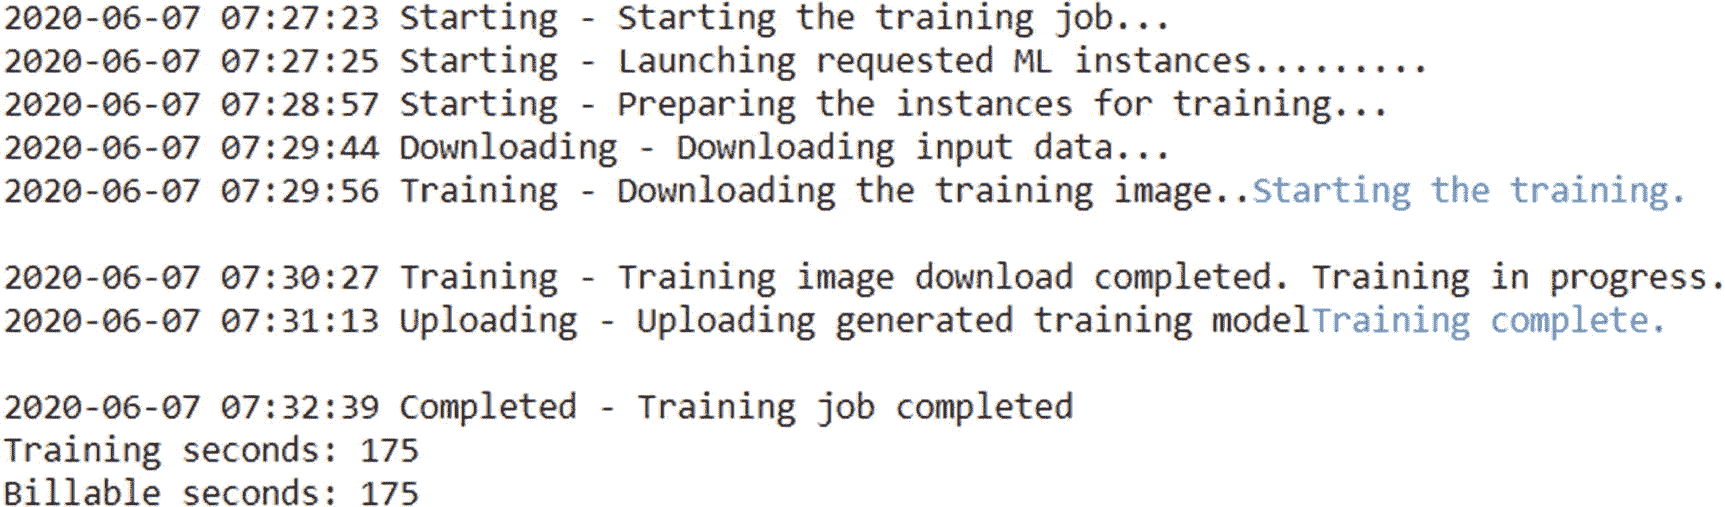 2020-06-07 07:27:23 Starting - Starting the training job...
2020-06-07 07:27:25 Starting - Launching requested ML instances.........
2020-06-07 07:28:57 Starting - Preparing the instances for training...
2020-06-07 07:29:44 Downloading - Downloading input data...
2020-06-07 07:29:56 Training - Downloading the training image..Starting the training.
2020-06-07 07:30:27 Training - Training image download completed. Training in progress.
2020-06-07 07:31:13 Uploading - Uploading generated training modelTraining complete.
2020-06-07 07:32:39 Completed - Training job completed
Training seconds: 175
Billable seconds: 175